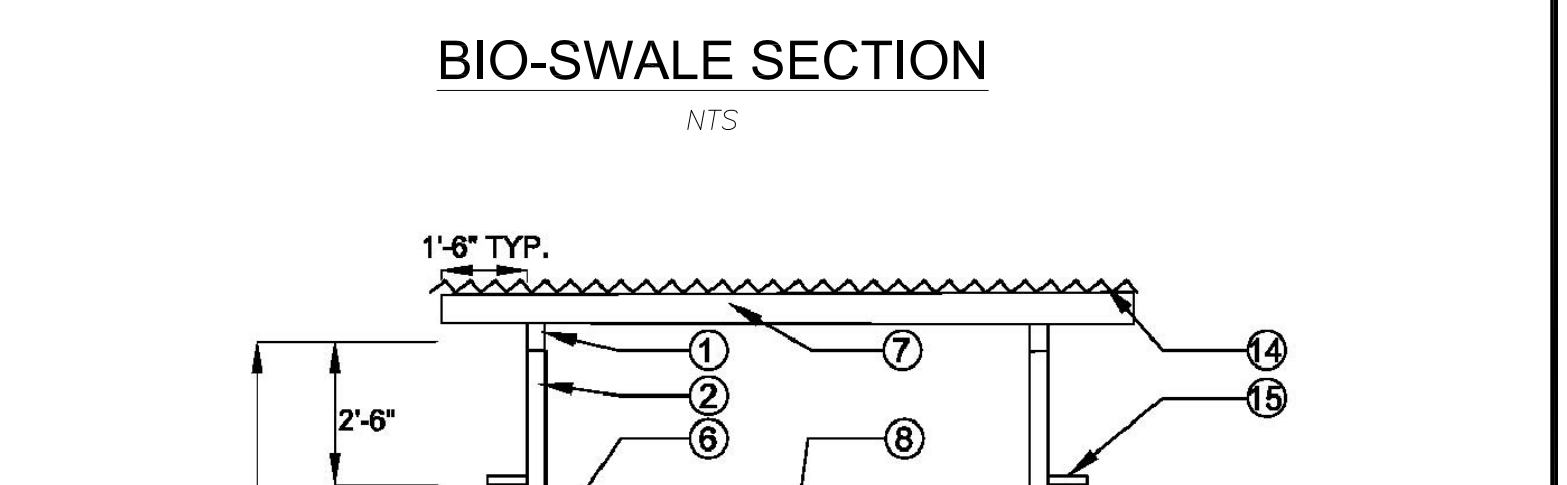 BIO-SWALE SECTION
NTS
1'-6" TYP.
1
7
14
2
15
2'-6"
6
8